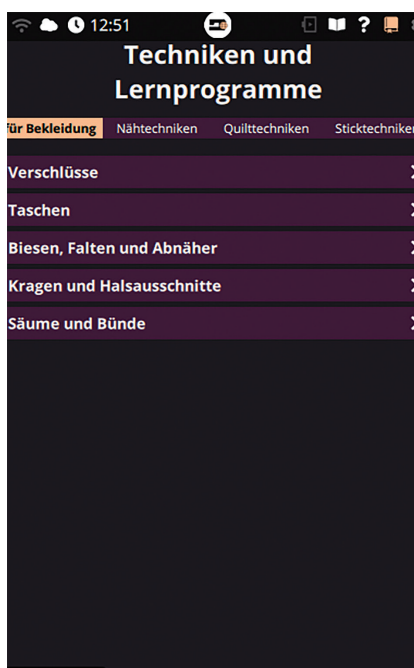 12:51
Techniken und
Lernprogramme
für Bekleidung Nähtechniken Quilttechniken Sticktechniken
Verschlüsse
Taschen
Biesen, Falten und Abnäher
Kragen und Halsausschnitte
Säume und Bünde